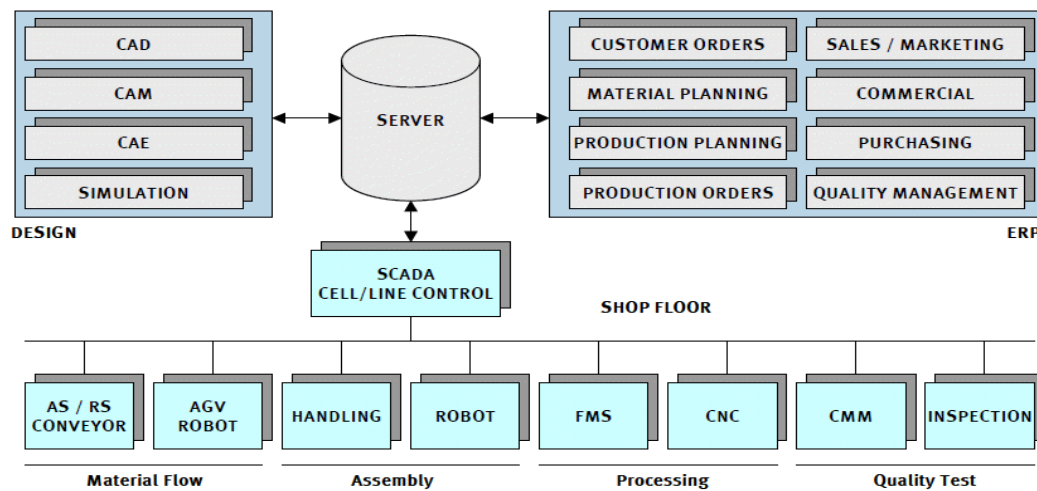 CAD
CAM
CAE
SIMULATION
DESIGN
SERVER
CUSTOMER ORDERS
SALES / MARKETING
MATERIAL PLANNING
COMMERCIAL
PRODUCTION PLANNING
PURCHASING
PRODUCTION ORDERS
QUALITY MANAGEMENT
ERP
SCADA
CELL/LINE CONTROL
SHOP FLOOR
AS / RS
CONVEYOR
AGV
ROBOT
HANDLING
ROBOT
FMS
CNC
CMM
INSPECTION
Material Flow
Assembly
Processing
Quality Test